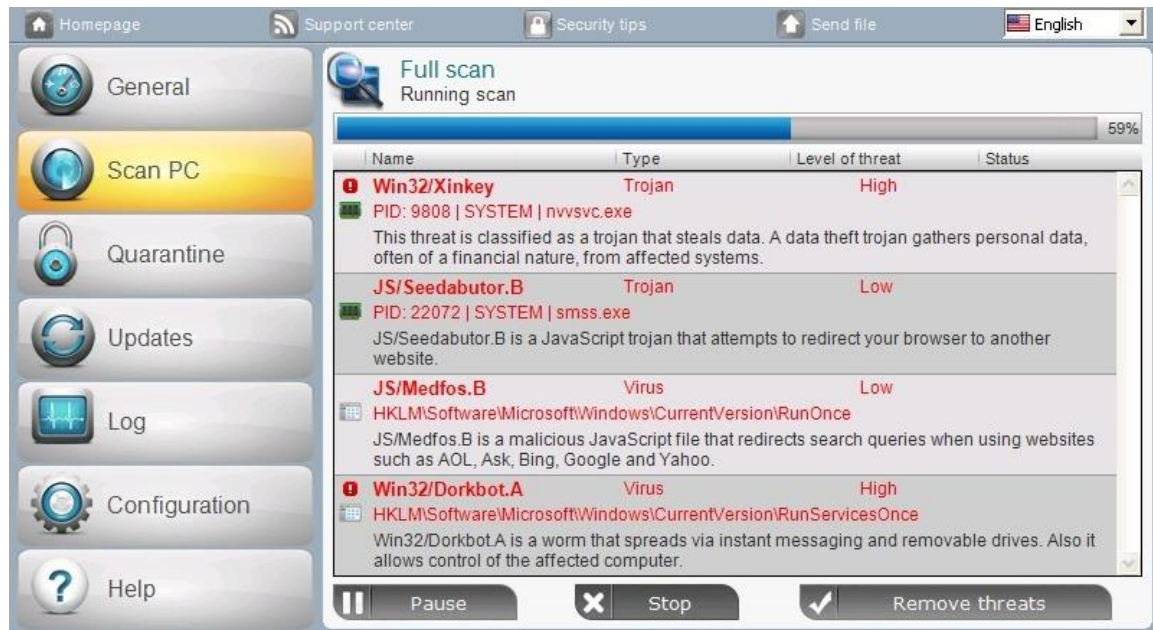 Homepage Support center Security tips Send file English
General
Scan PC
Quarantine
Updates
Log
Configuration
? Help
Full scan
Running scan
59%
Name Type Level of threat Status
Win32/Xinkey Trojan High
PID: 9808 | SYSTEM | nvvsvc.exe
This threat is classified as a trojan that steals data. A data theft trojan gathers personal data,
often of a financial nature, from affected systems.
JS/Seedabutor.B Trojan Low
PID: 22072 | SYSTEM | smss.exe
JS/Seedabutor.B is a JavaScript trojan that attempts to redirect your browser to another
website.
JS/Medfos.B Virus Low
HKLM\Software\Microsoft\Windows\CurrentVersion\RunOnce
JS/Medfos.B is a malicious JavaScript file that redirects search queries when using websites
such as AOL, Ask, Bing, Google and Yahoo.
Win32/Dorkbot.A Virus High
HKLM\Software\Microsoft\Windows\CurrentVersion\RunServicesOnce
Win32/Dorkbot.A is a worm that spreads via instant messaging and removable drives. Also it
allows control of the affected computer.
Pause Stop Remove threats